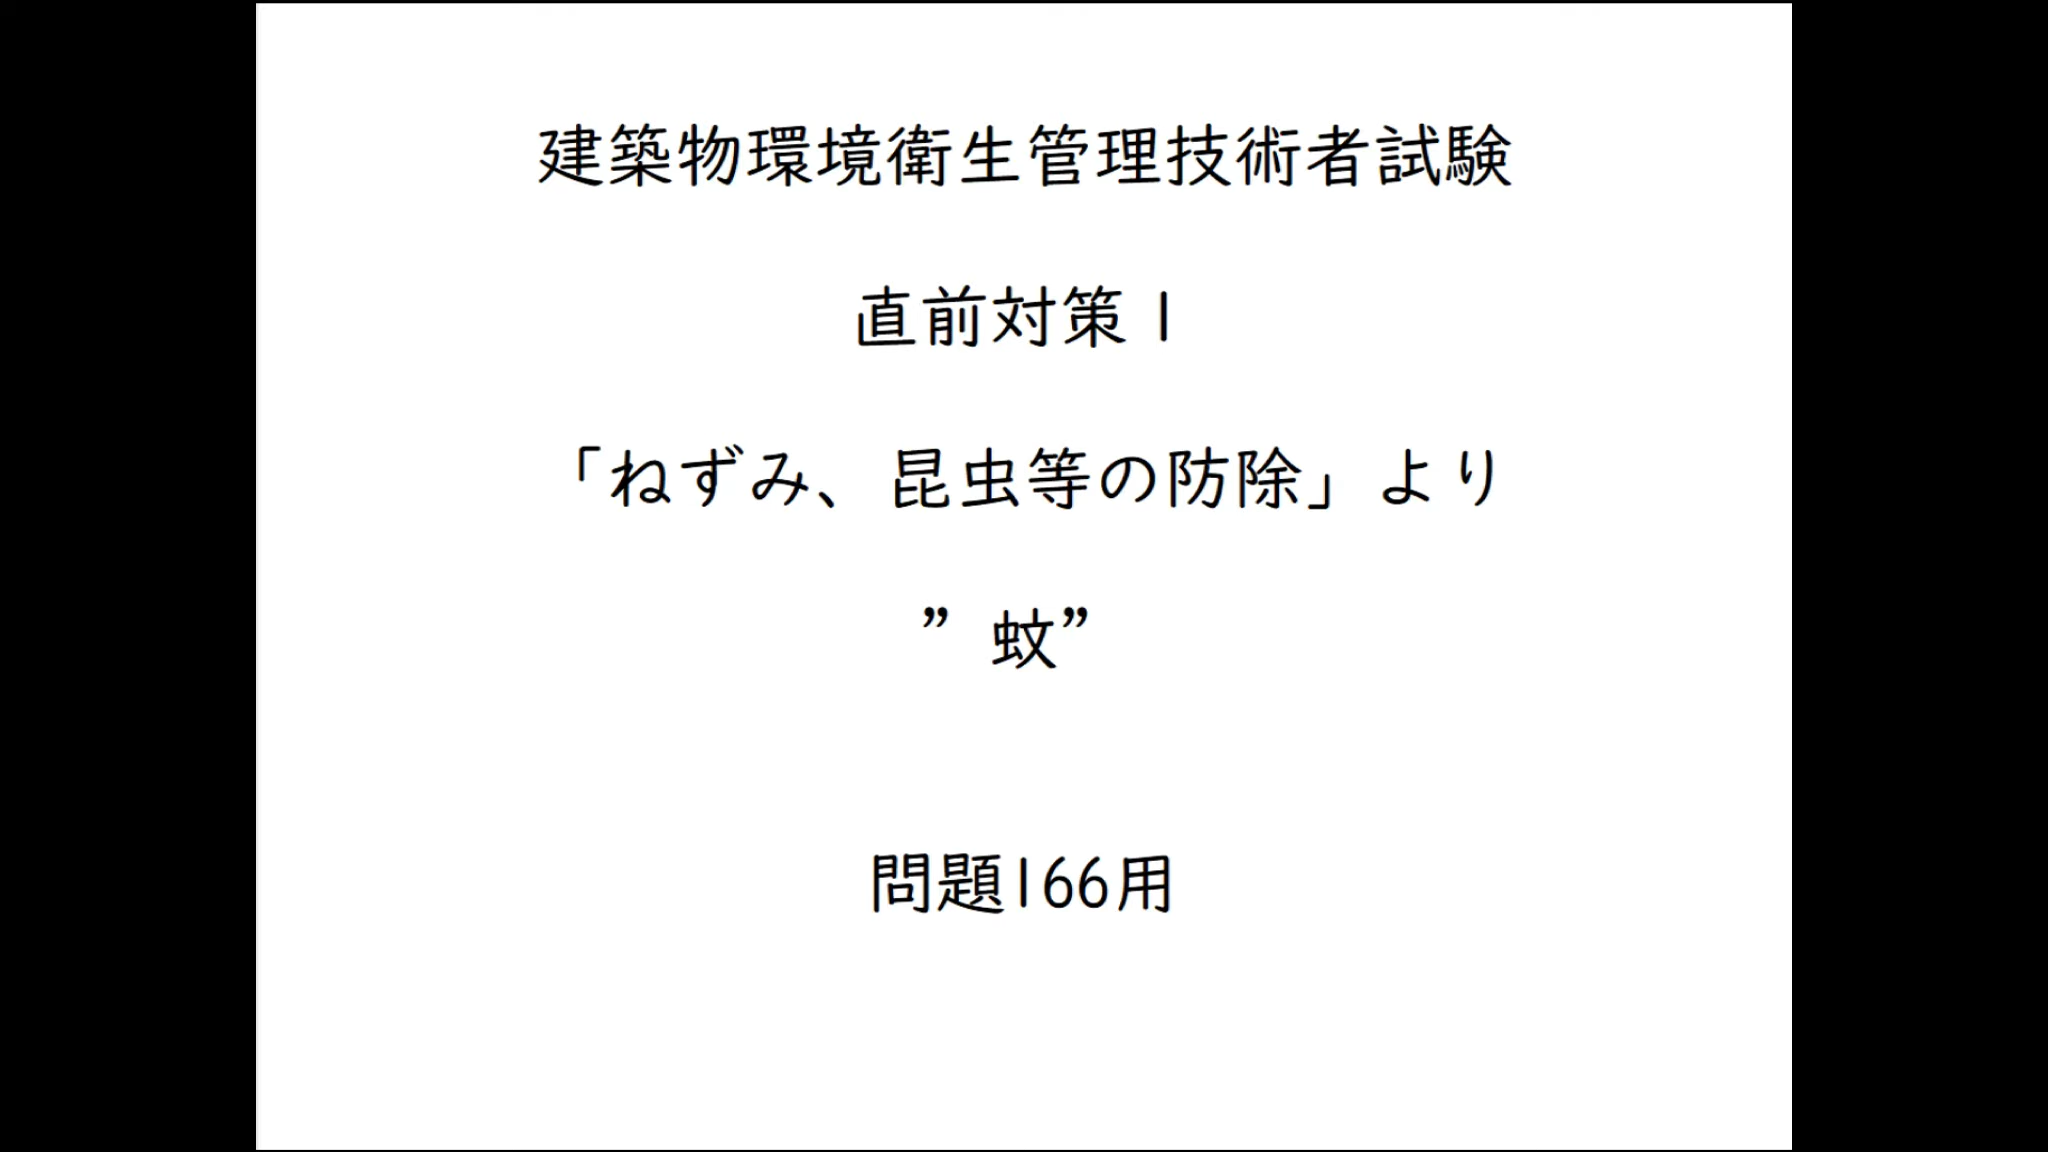 建築物環境衛生管理技術者試験
直前対策1
「ねずみ、昆虫等の防除」より
”蚊”
問題166用